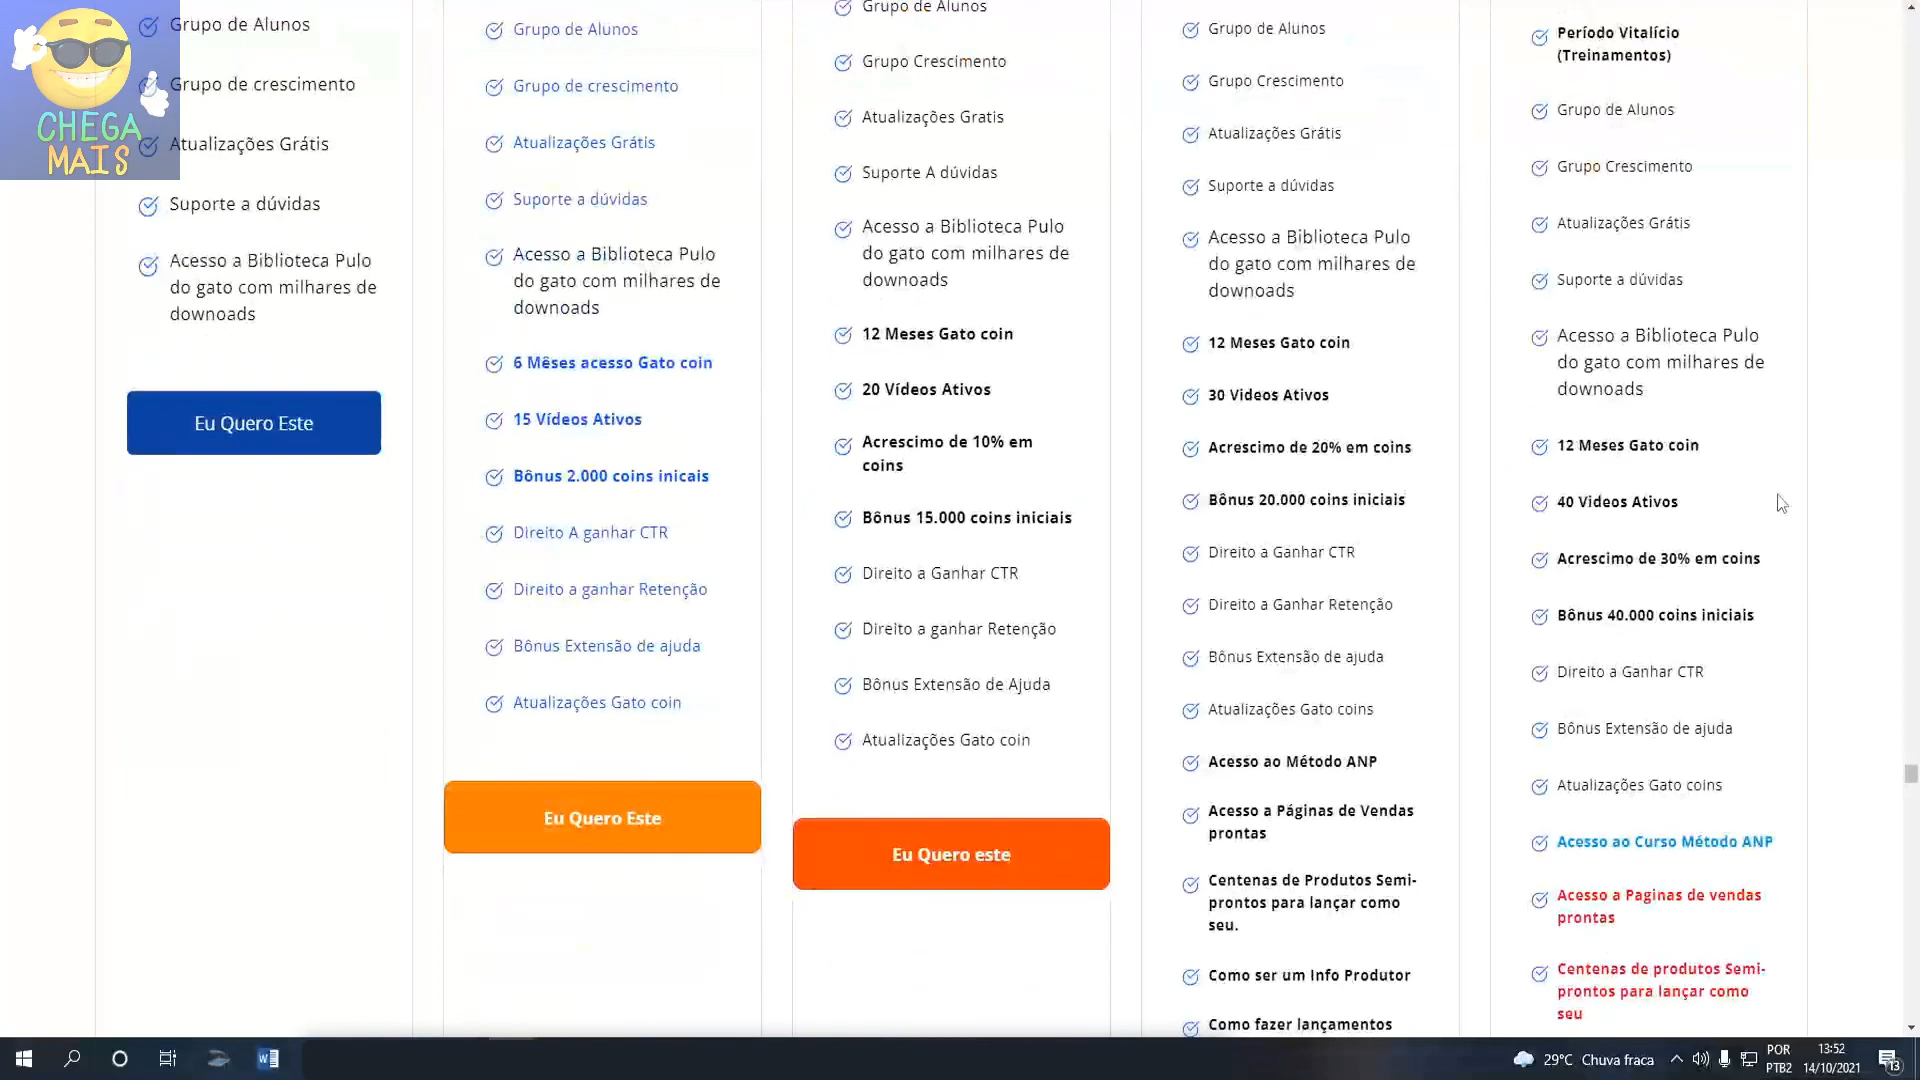 CHEGA
MAIS
Grupo de Alunos
Grupo de crescimento
Atualizações Grátis
Suporte a dúvidas
Acesso a Biblioteca Pulo
do gato com milhares de
downoads
Eu Quero Este
Grupo de Alunos
Grupo de crescimento
Atualizações Grátis
Suporte a dúvidas
Acesso a Biblioteca Pulo
do gato com milhares de
downoads
6 Mêses acesso Gato coin
15 Vídeos Ativos
Bônus 2.000 coins inicais
Direito A ganhar CTR
Direito a ganhar Retenção
Bônus Extensão de ajuda
Atualizações Gato coin
Eu Quero Este
Grupo de Alunos
Grupo Crescimento
Atualizações Gratis
Suporte A dúvidas
Acesso a Biblioteca Pulo
do gato com milhares de
downoads
12 Meses Gato coin
20 Vídeos Ativos
Acrescimo de 10% em
coins
Bônus 15.000 coins iniciais
Direito a Ganhar CTR
Direito a ganhar Retenção
Bônus Extensão de Ajuda
Atualizações Gato coin
Eu Quero este
Grupo de Alunos
Grupo Crescimento
Atualizações Grátis
Suporte a dúvidas
Acesso a Biblioteca Pulo
do gato com milhares de
downoads
12 Meses Gato coin
30 Videos Ativos
Acrescimo de 20% em coins
Bônus 20.000 coins iniciais
Direito a Ganhar CTR
Direito a Ganhar Retenção
Bônus Extensão de ajuda
Atualizações Gato coins
Acesso ao Método ANP
Acesso a Páginas de Vendas
prontas
Centenas de Produtos Semi-
prontos para lançar como
seu.
Como ser um Info Produtor
Como fazer lançamentos
Período Vitalício
(Treinamentos)
Grupo de Alunos
Grupo Crescimento
Atualizações Grátis
Suporte a dúvidas
Acesso a Biblioteca Pulo
do gato com milhares de
downoads
12 Meses Gato coin
40 Videos Ativos
Acrescimo de 30% em coins
Bônus 40.000 coins iniciais
Direito a Ganhar CTR
Bônus Extensão de ajuda
Atualizações Gato coins
Acesso ao Curso Método ANP
Acesso a Paginas de vendas
prontas
Centenas de produtos Semi-
prontos para lançar como
seu
29°C Chuva fraca
POR
PTB2
13:52
14/10/2021
13